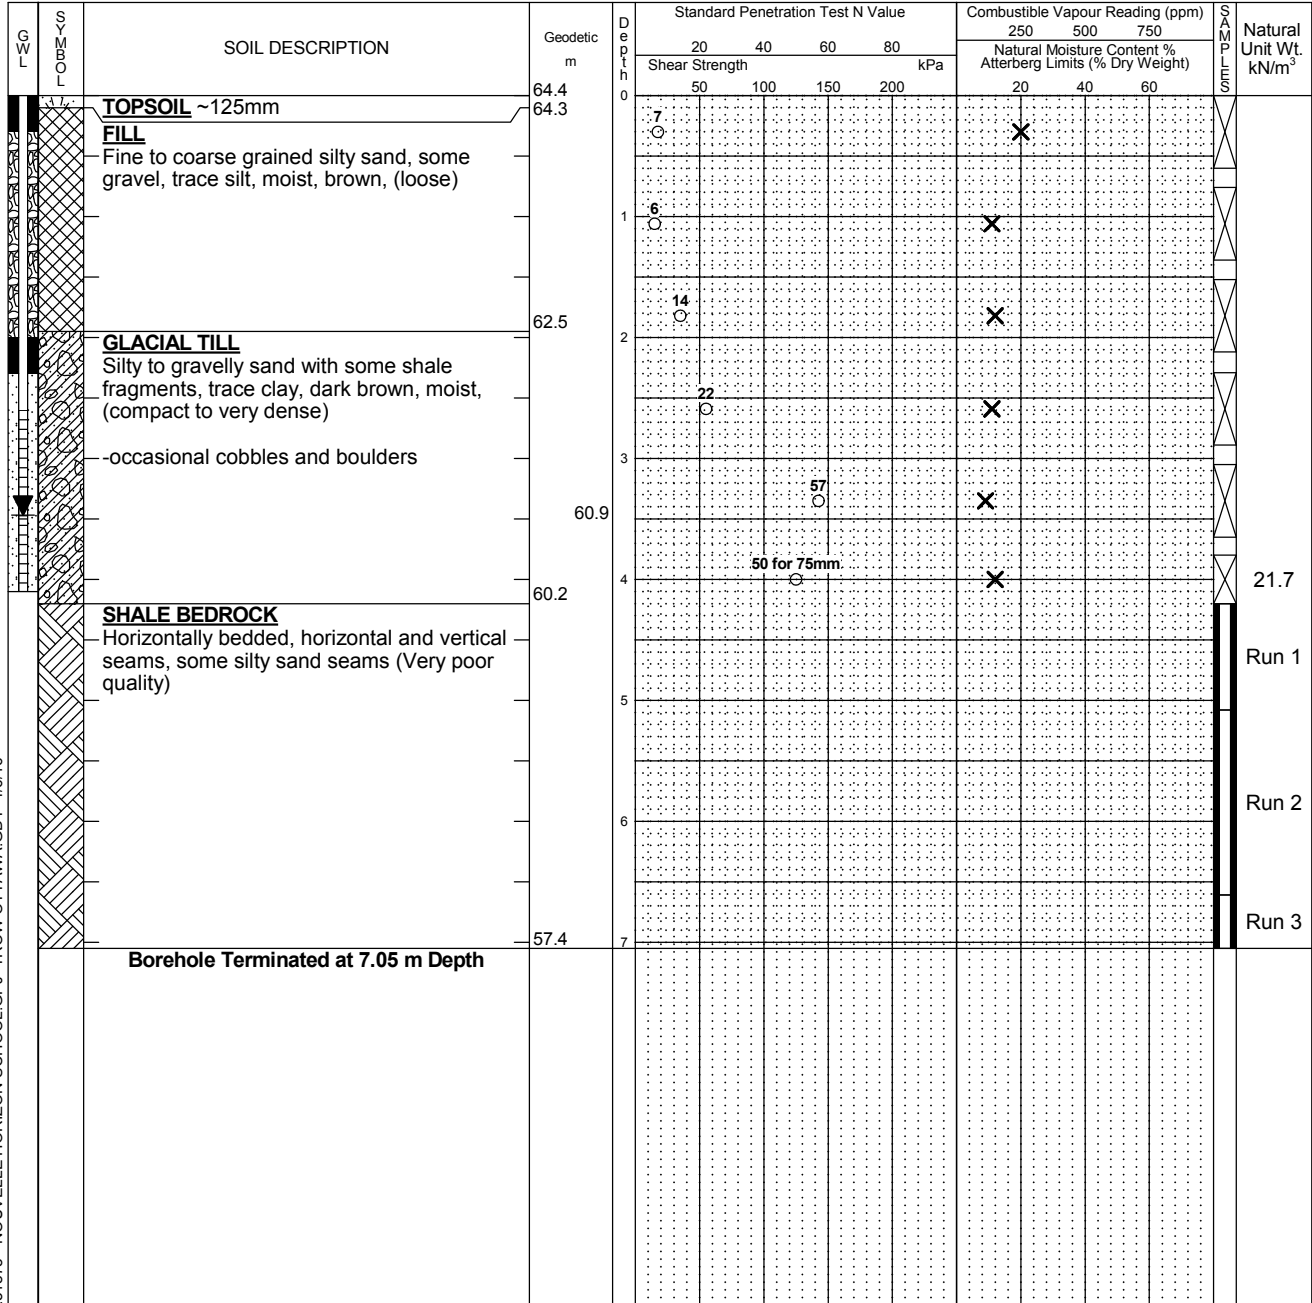 GWL
SYMBOL
SOIL DESCRIPTION
Geodetic
m
Depth
Standard Penetration Test N Value
20 40 60 80
Shear Strength kPa
50 100 150 200
Combustible Vapour Reading (ppm)
250 500 750
Natural Moisture Content %
Atterberg Limits (% Dry Weight)
20 40 60
SAMPLES
Natural
Unit Wt.
kN/m³
64.4
0
TOPSOIL ~125mm
64.3
7
FILL
Fine to coarse grained silty sand, some
gravel, trace silt, moist, brown, (loose)
6
1
14
62.5
2
GLACIAL TILL
Silty to gravelly sand with some shale
fragments, trace clay, dark brown, moist,
(compact to very dense)
22
-occasional cobbles and boulders
3
57
60.9
50 for 75mm
4
21.7
60.2
SHALE BEDROCK
Horizontally bedded, horizontal and vertical
seams, some silty sand seams (Very poor
quality)
Run 1
5
Run 2
6
Run 3
57.4
7
Borehole Terminated at 7.05 m Depth